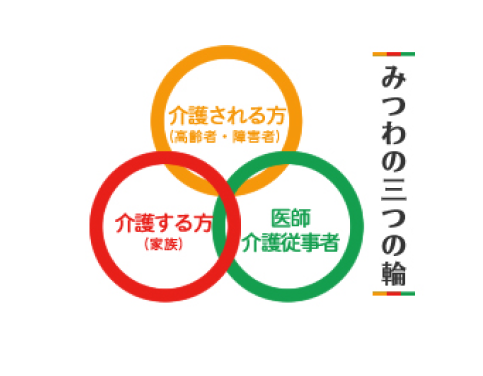 介護される方
(高齢者・障害者)
介護する方
(家族)
医師
介護従事者
みつわの三つの輪